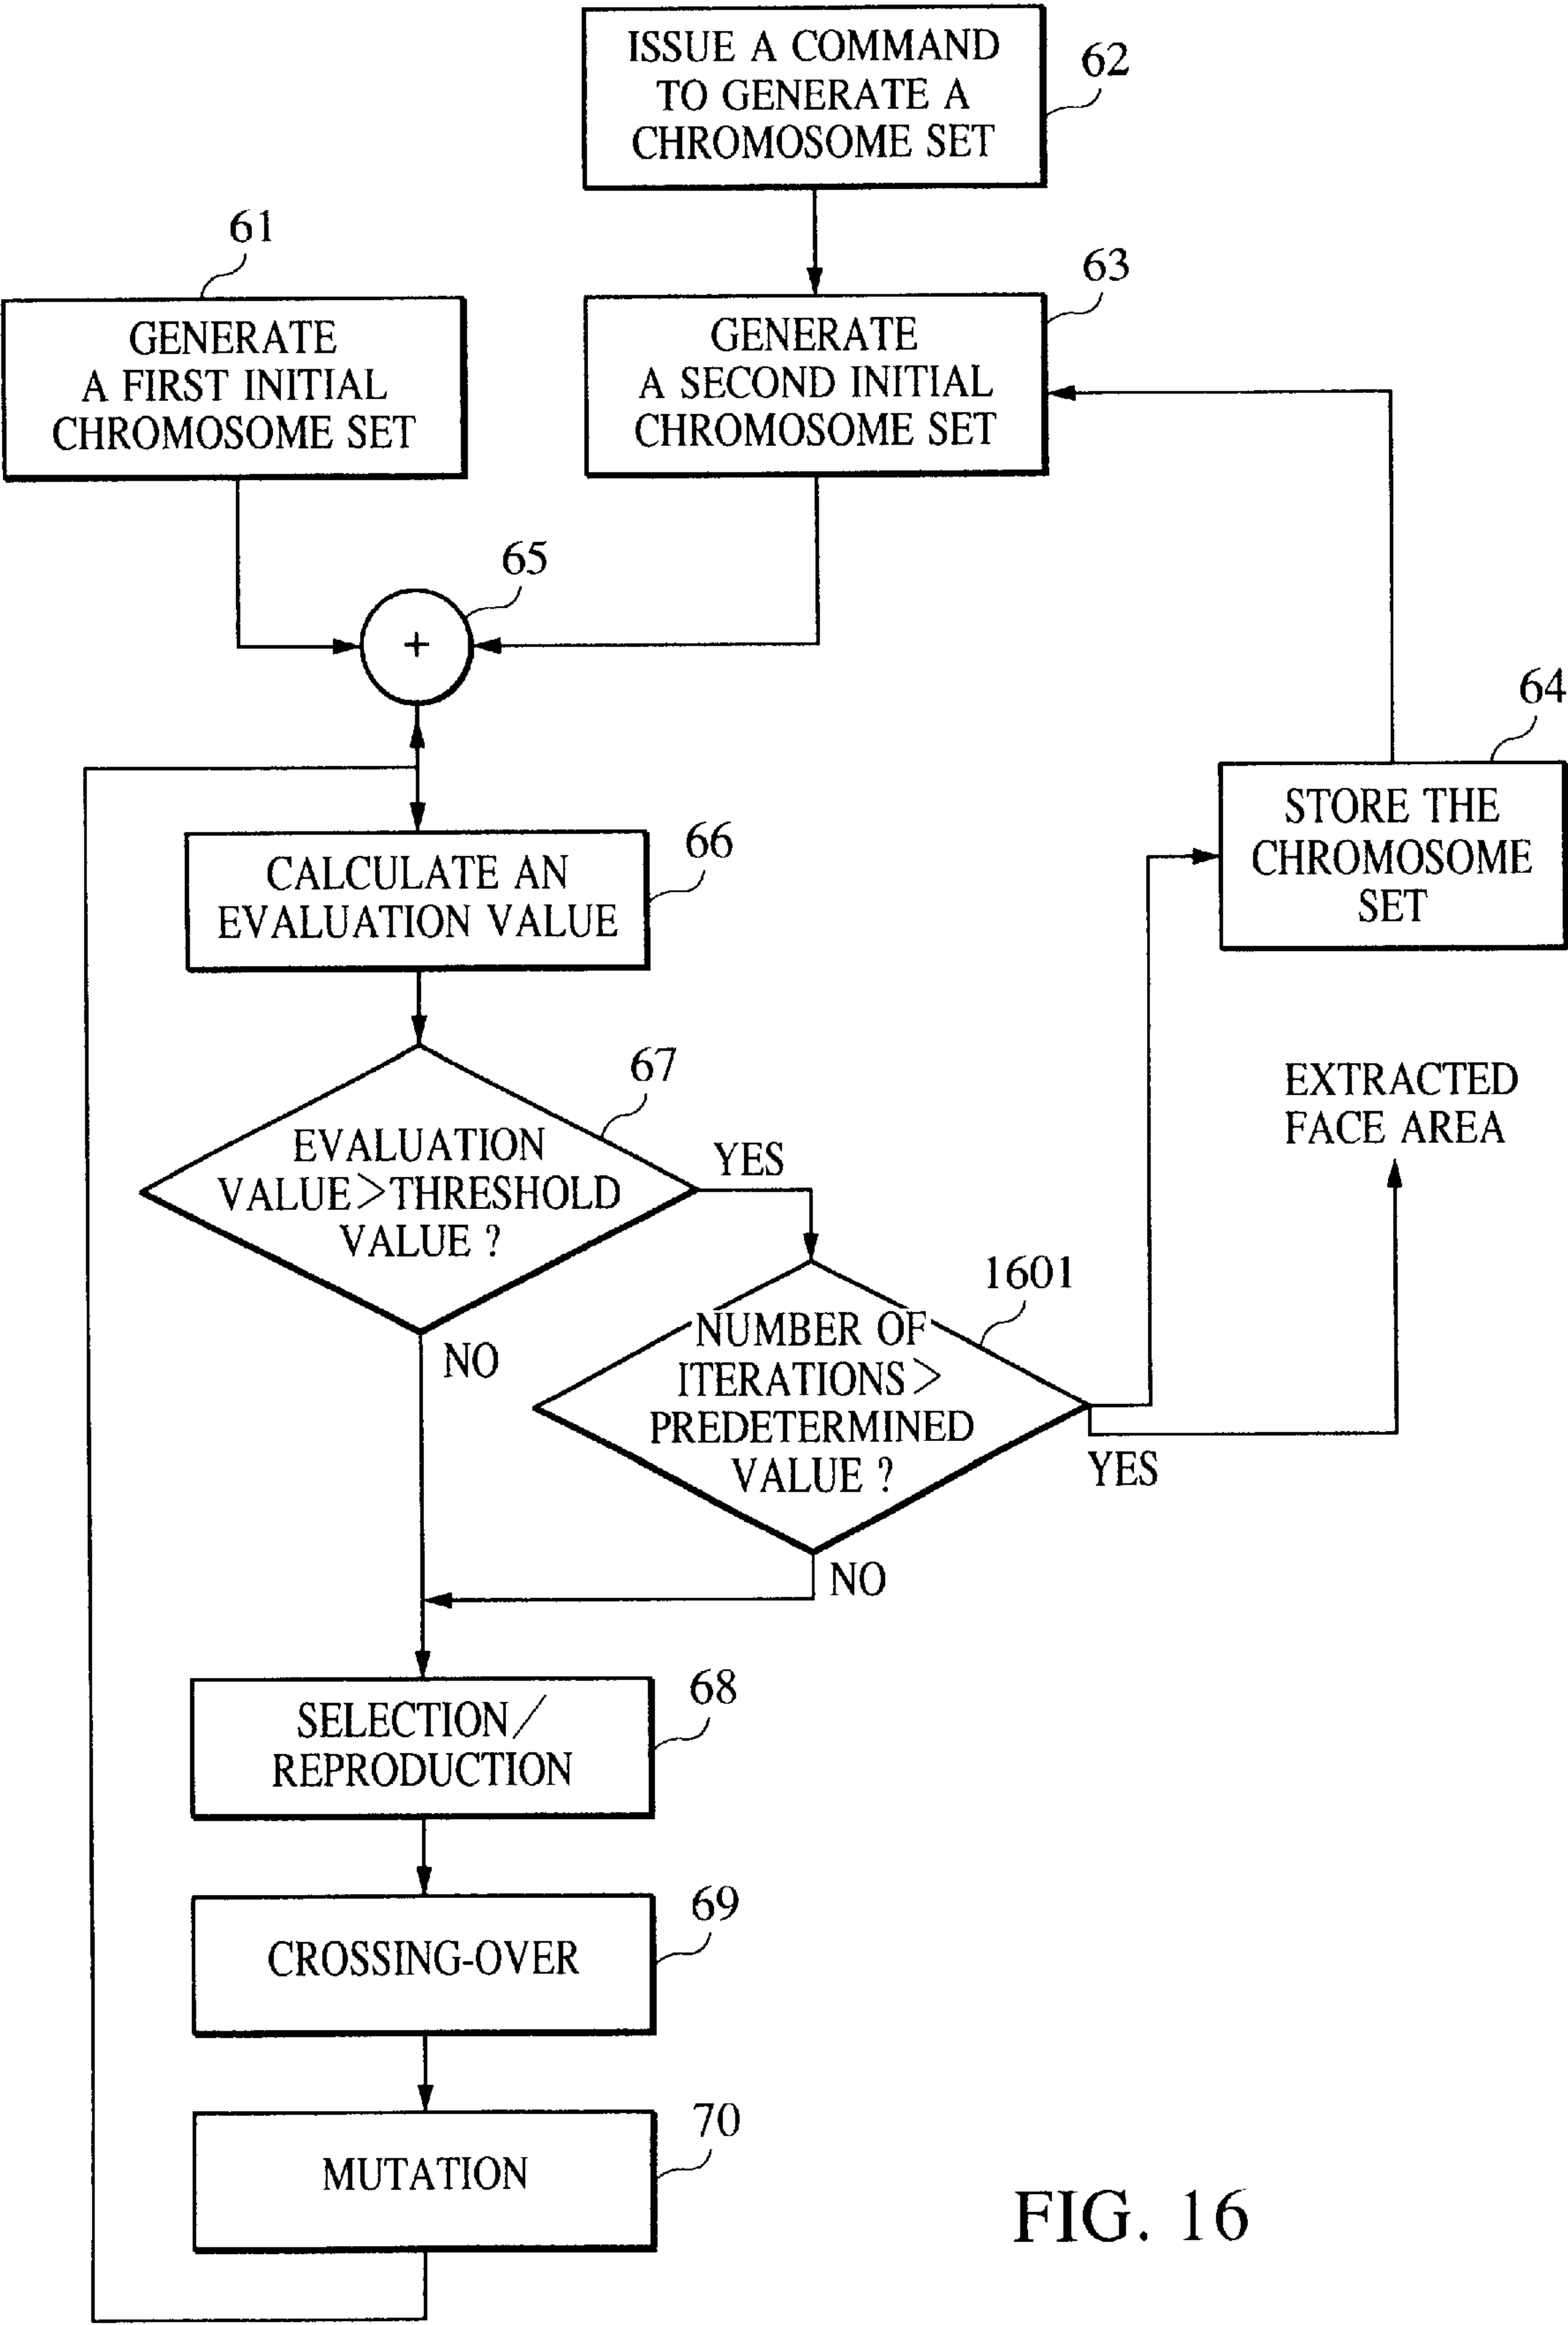 ISSUE A COMMAND
TO GENERATE A
CHROMOSOME SET
62
61
GENERATE
A FIRST INITIAL
CHROMOSOME SET
63
GENERATE
A SECOND INITIAL
CHROMOSOME SET
65
+
64
STORE THE
CHROMOSOME
SET
66
CALCULATE AN
EVALUATION VALUE
67
EVALUATION
VALUE>THRESHOLD
VALUE ?
YES
NO
EXTRACTED
FACE AREA
1601
NUMBER OF
ITERATIONS>
PREDETERMINED
VALUE ?
YES
NO
68
SELECTION/
REPRODUCTION
69
CROSSING-OVER
70
MUTATION
FIG. 16